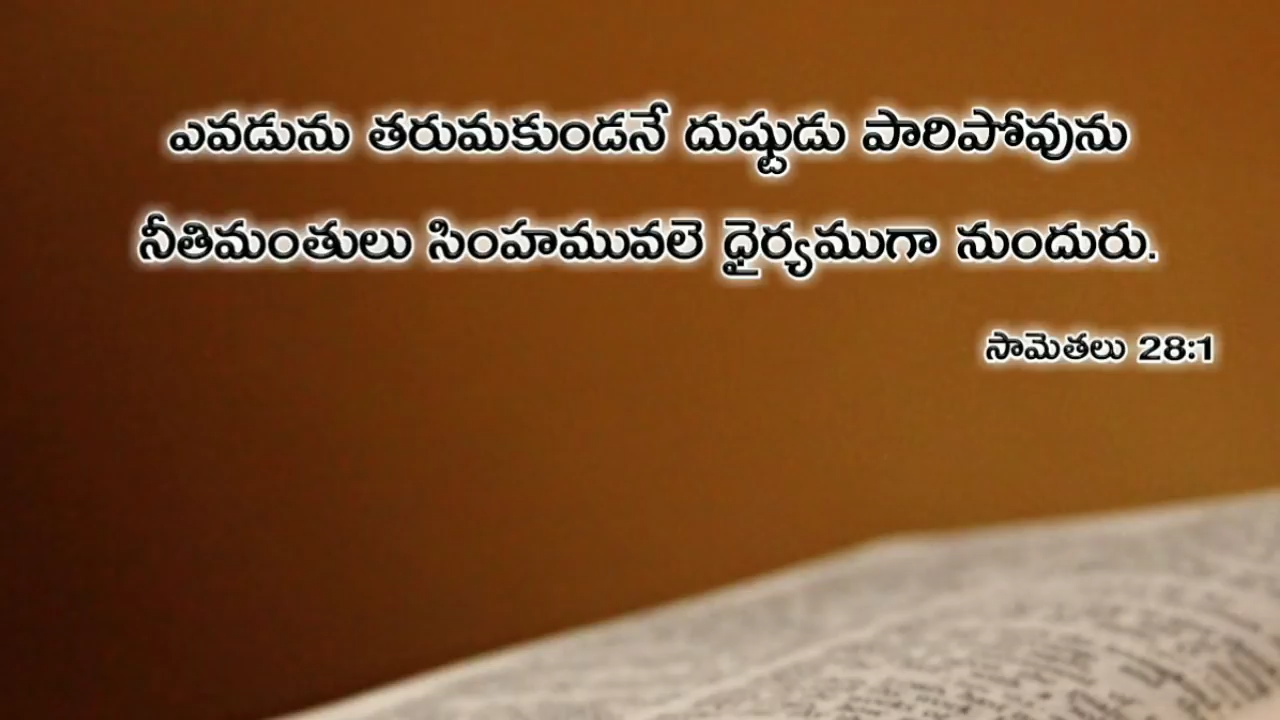 ఎవడును తరుమకుండనే దుష్టుడు పారిపోవును
నీతిమంతులు సింహమువలె ధైర్యముగా నుందురు.
సామెతలు 28:1